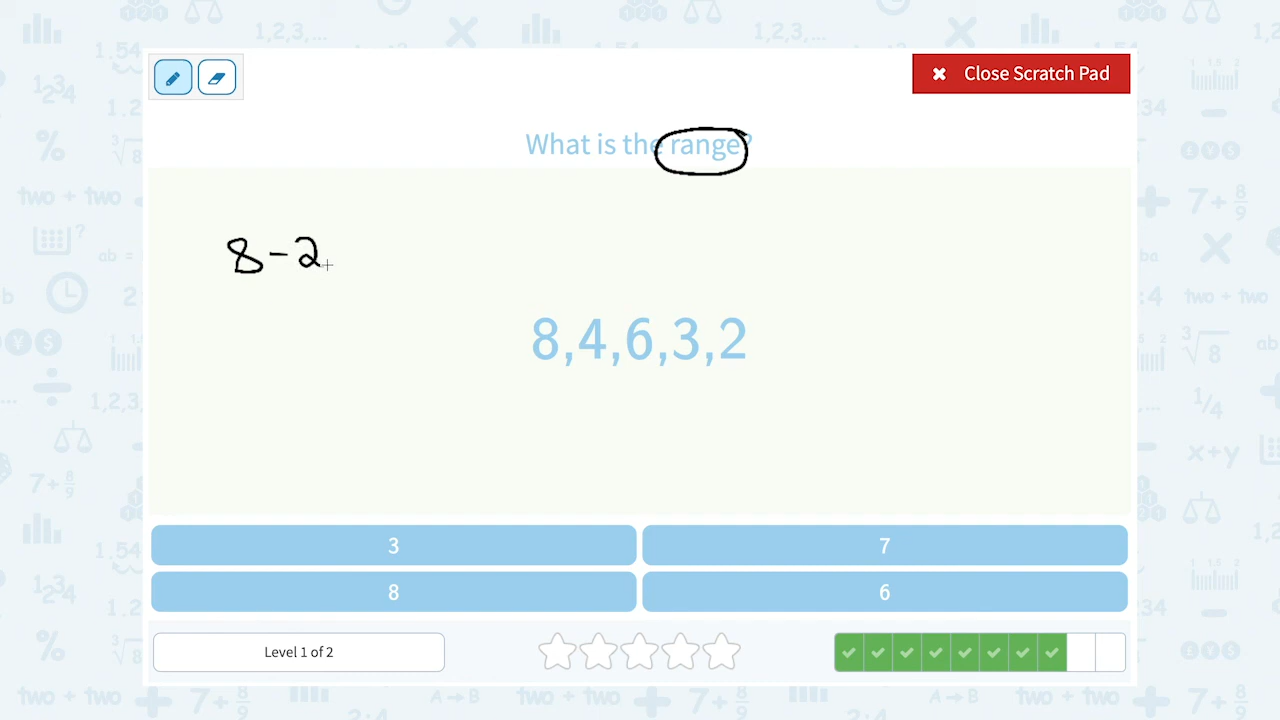 Close Scratch Pad
What is the range?
8-2
8,4,6,3,2
3
7
8
6
Level 1 of 2